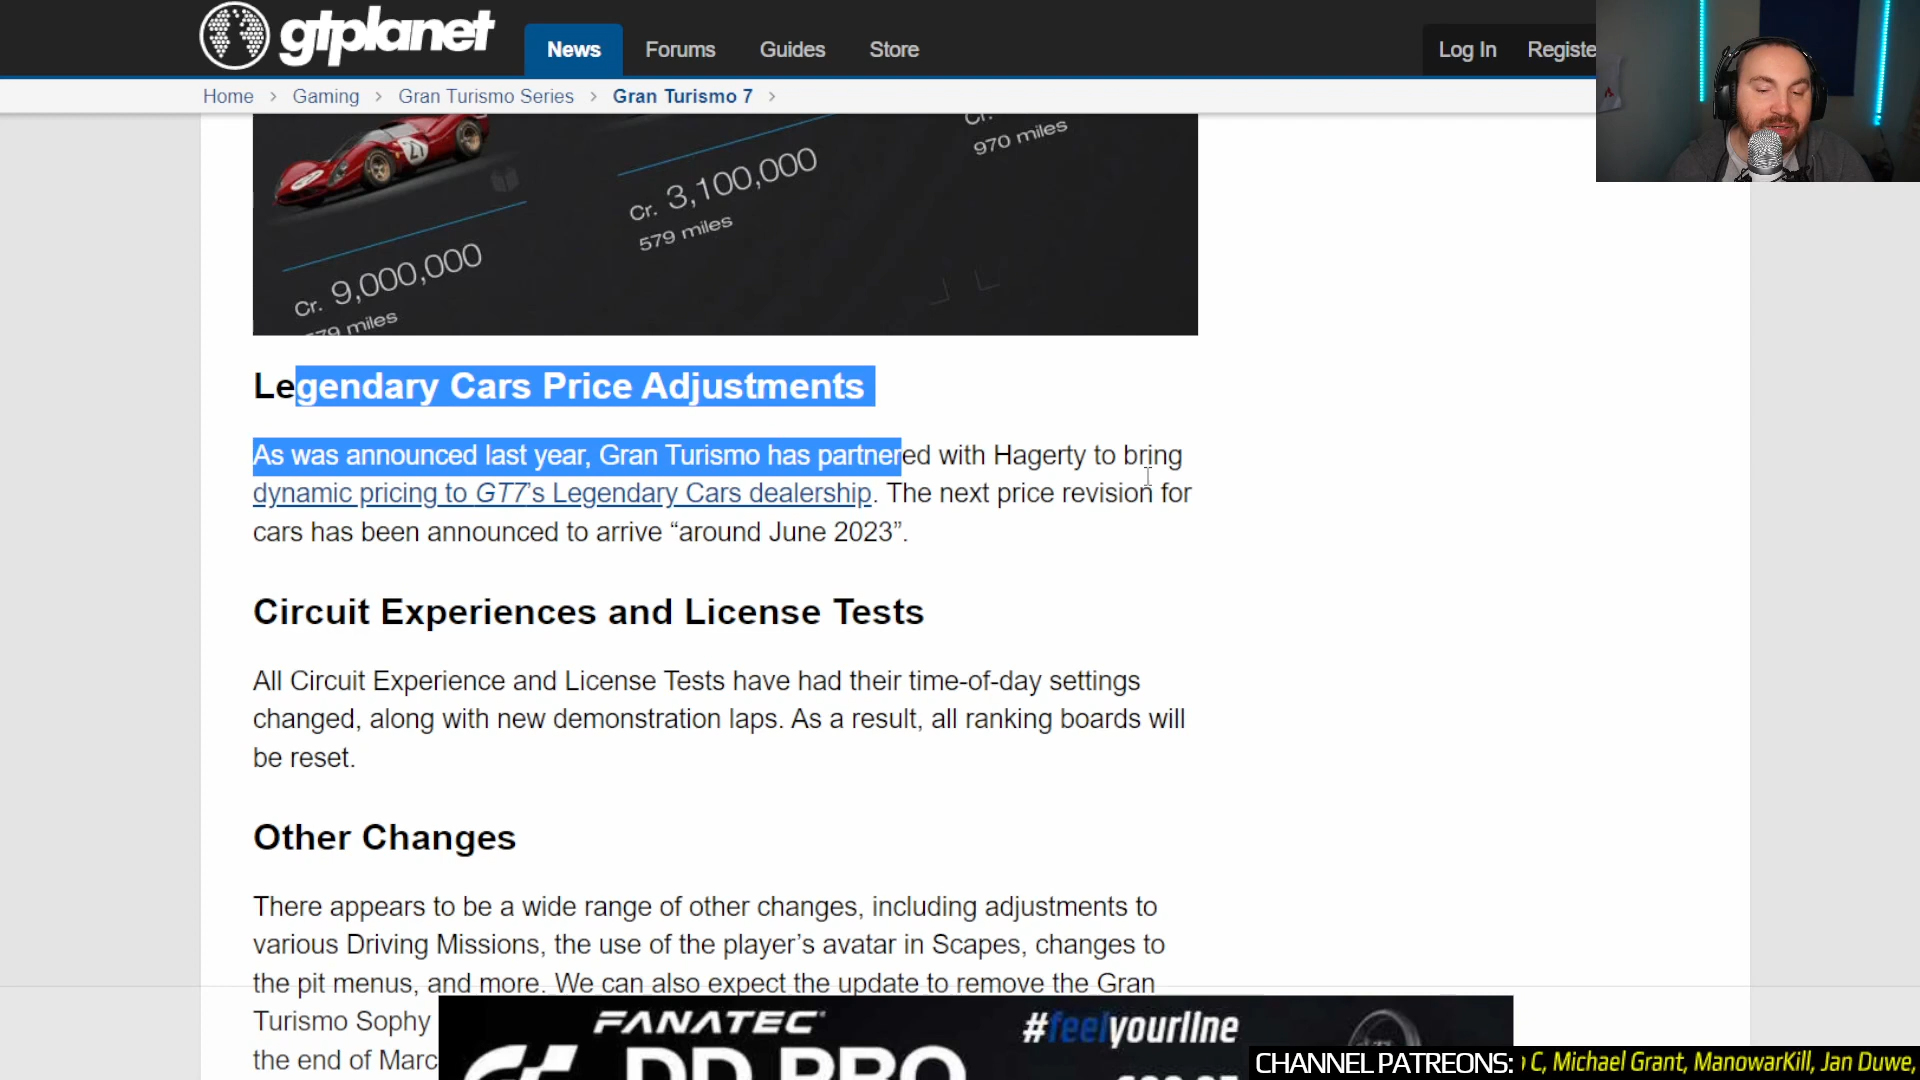 gtplanet
News
Forums
Guides
Store
Log In
Registe
Home > Gaming > Gran Turismo Series > Gran Turismo 7 >
27
Cr. 9,000,000
579 miles
Cr. 3,100,000
579 miles
Cr.
970 miles
Legendary Cars Price Adjustments
As was announced last year, Gran Turismo has partnered with Hagerty to bring
dynamic pricing to GT7’s Legendary Cars dealership. The next price revision for
cars has been announced to arrive “around June 2023”.
Circuit Experiences and License Tests
All Circuit Experience and License Tests have had their time-of-day settings
changed, along with new demonstration laps. As a result, all ranking boards will
be reset.
Other Changes
There appears to be a wide range of other changes, including adjustments to
various Driving Missions, the use of the player’s avatar in Scapes, changes to
the pit menus, and more. We can also expect the update to remove the Gran
Turismo Sophy
the end of Marc
FANATEC
#feelyourline
DD PRO
CHANNEL PATREONS: C, Michael Grant, ManowarKill, Jan Duwe,